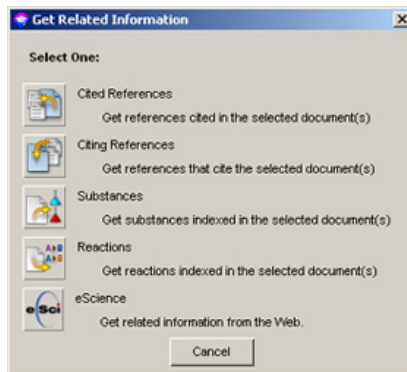 Get Related Information
Select One:
Cited References
Get references cited in the selected document(s)
Citing References
Get references that cite the selected document(s)
Substances
Get substances indexed in the selected document(s)
A▸B
Reactions
A▸B
Get reactions indexed in the selected document(s)
e Sci
eScience
Get related information from the Web.
Cancel